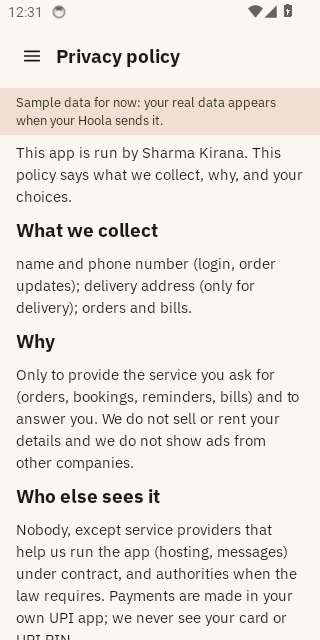 12:31
Privacy policy
Sample data for now: your real data appears
when your Hoola sends it.
This app is run by Sharma Kirana. This
policy says what we collect, why, and your
choices.
What we collect
name and phone number (login, order
updates); delivery address (only for
delivery); orders and bills.
Why
Only to provide the service you ask for
(orders, bookings, reminders, bills) and to
answer you. We do not sell or rent your
details and we do not show ads from
other companies.
Who else sees it
Nobody, except service providers that
help us run the app (hosting, messages)
under contract, and authorities when the
law requires. Payments are made in your
own UPI app; we never see your card or
UPI PIN